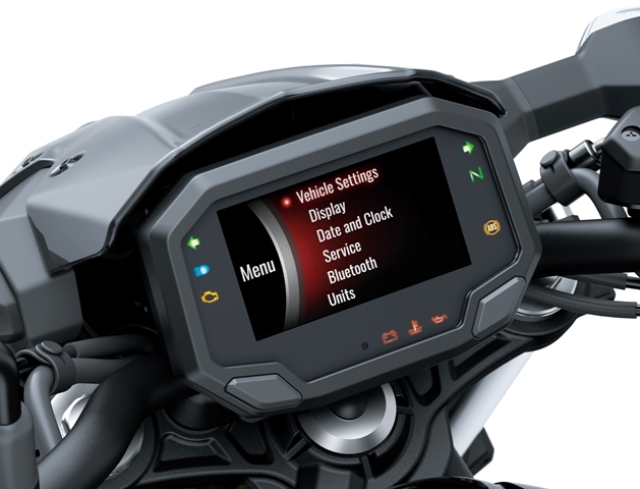 Vehicle Settings
Display
Date and Clock
Service
Menu
Bluetooth
Units
N
ABS